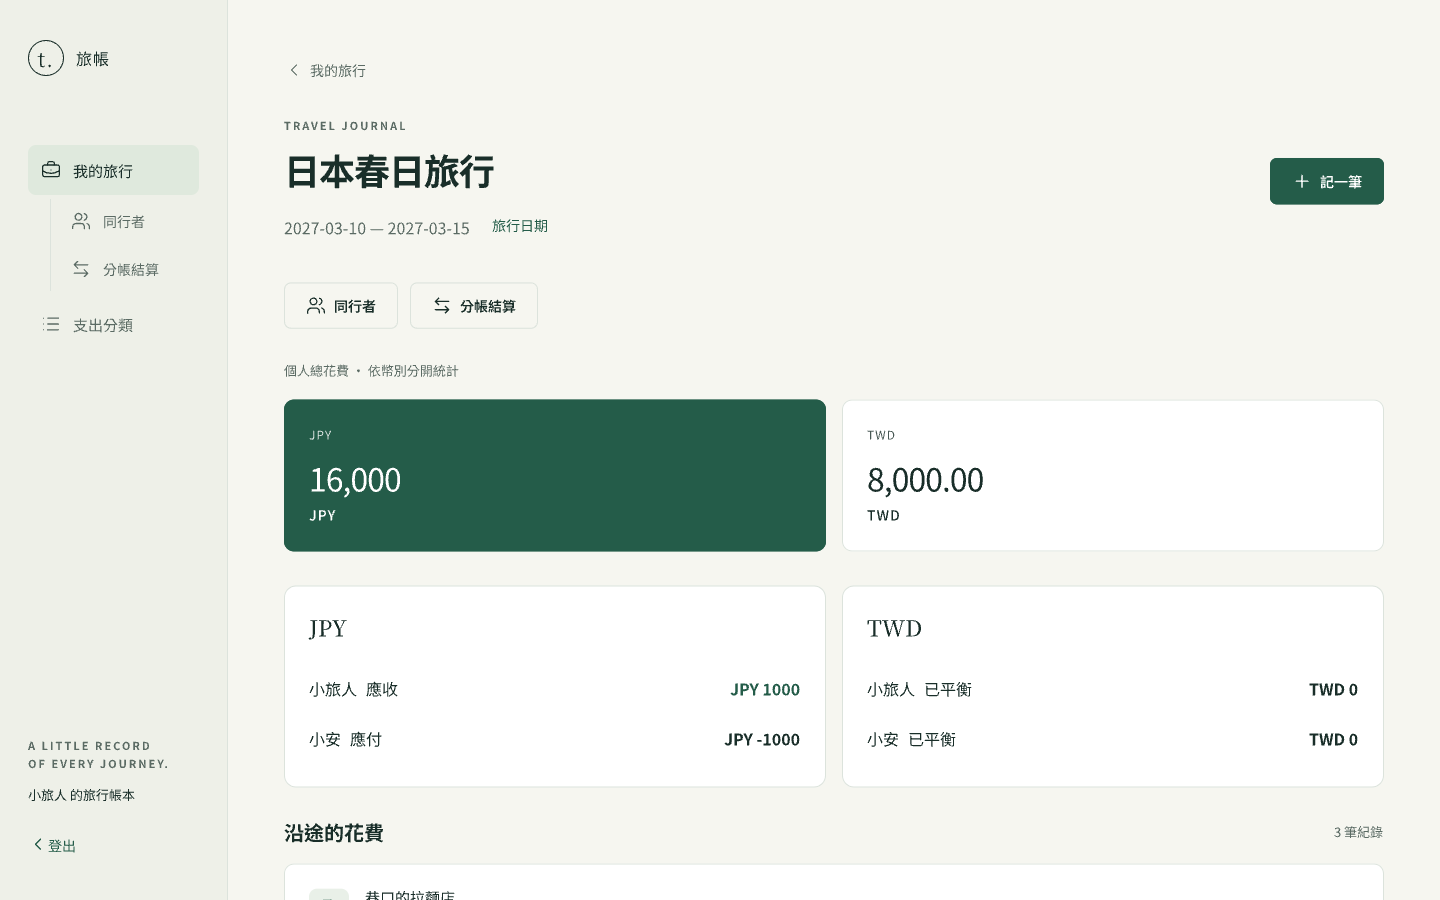 t. 旅帳
我的旅行
同行者
分帳結算
支出分類
A LITTLE RECORD
OF EVERY JOURNEY.
小旅人 的旅行帳本
登出
我的旅行
TRAVEL JOURNAL
日本春日旅行
2027-03-10 — 2027-03-15 旅行日期
記一筆
同行者 分帳結算
個人總花費 · 依幣別分開統計
JPY
16,000
JPY
TWD
8,000.00
TWD
JPY
小旅人 應收 JPY 1000
小安 應付 JPY -1000
TWD
小旅人 已平衡 TWD 0
小安 已平衡 TWD 0
沿途的花費 3 筆紀錄
巷口的拉麵店